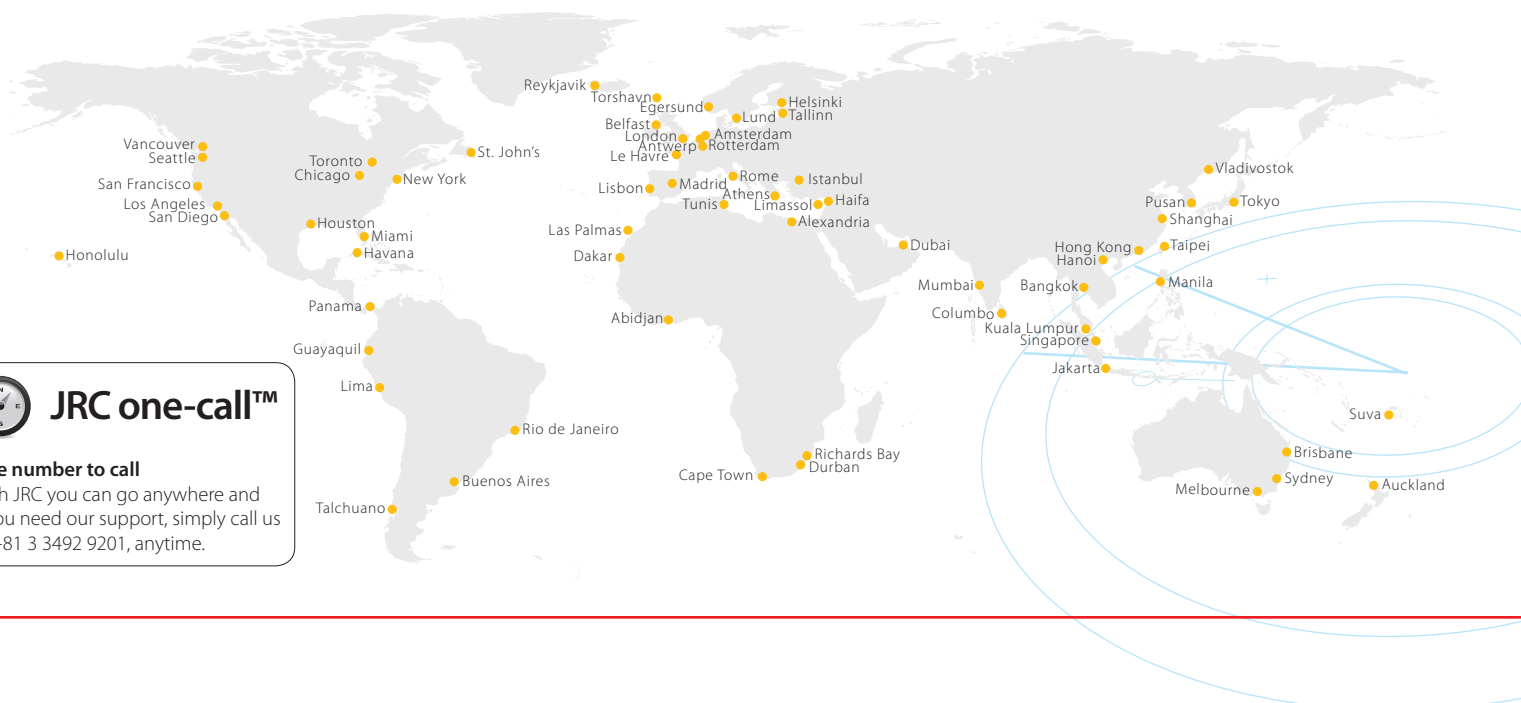 Reykjavik
Torshavn
Egersund
Helsinki
Tallinn
Lund
Belfast
London
Amsterdam
Antwerp
Rotterdam
Le Havre
Vancouver
Seattle
Toronto
Chicago
St. John's
New York
San Francisco
Los Angeles
San Diego
Houston
Miami
Havana
Honolulu
Lisbon
Madrid
Rome
Istanbul
Athens
Tunis
Limassol
Haifa
Alexandria
Las Palmas
Dakar
Dubai
Vladivostok
Pusan
Tokyo
Shanghai
Hong Kong
Taipei
Hanoi
Mumbai
Bangkok
Manila
Columbo
Kuala Lumpur
Singapore
Jakarta
Panama
Abidjan
Guayaquil
Lima
Rio de Janeiro
Buenos Aires
Talchuano
Cape Town
Richards Bay
Durban
Suva
Brisbane
Sydney
Melbourne
Auckland
N
E
S
JRC one-call™
number to call
JRC you can go anywhere and
need our support, simply call us
81 3 3492 9201, anytime.